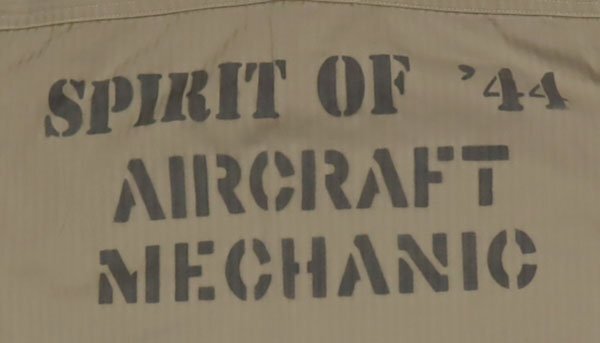 SPIRIT OF '44
AIRCRAFT
MECHANIC